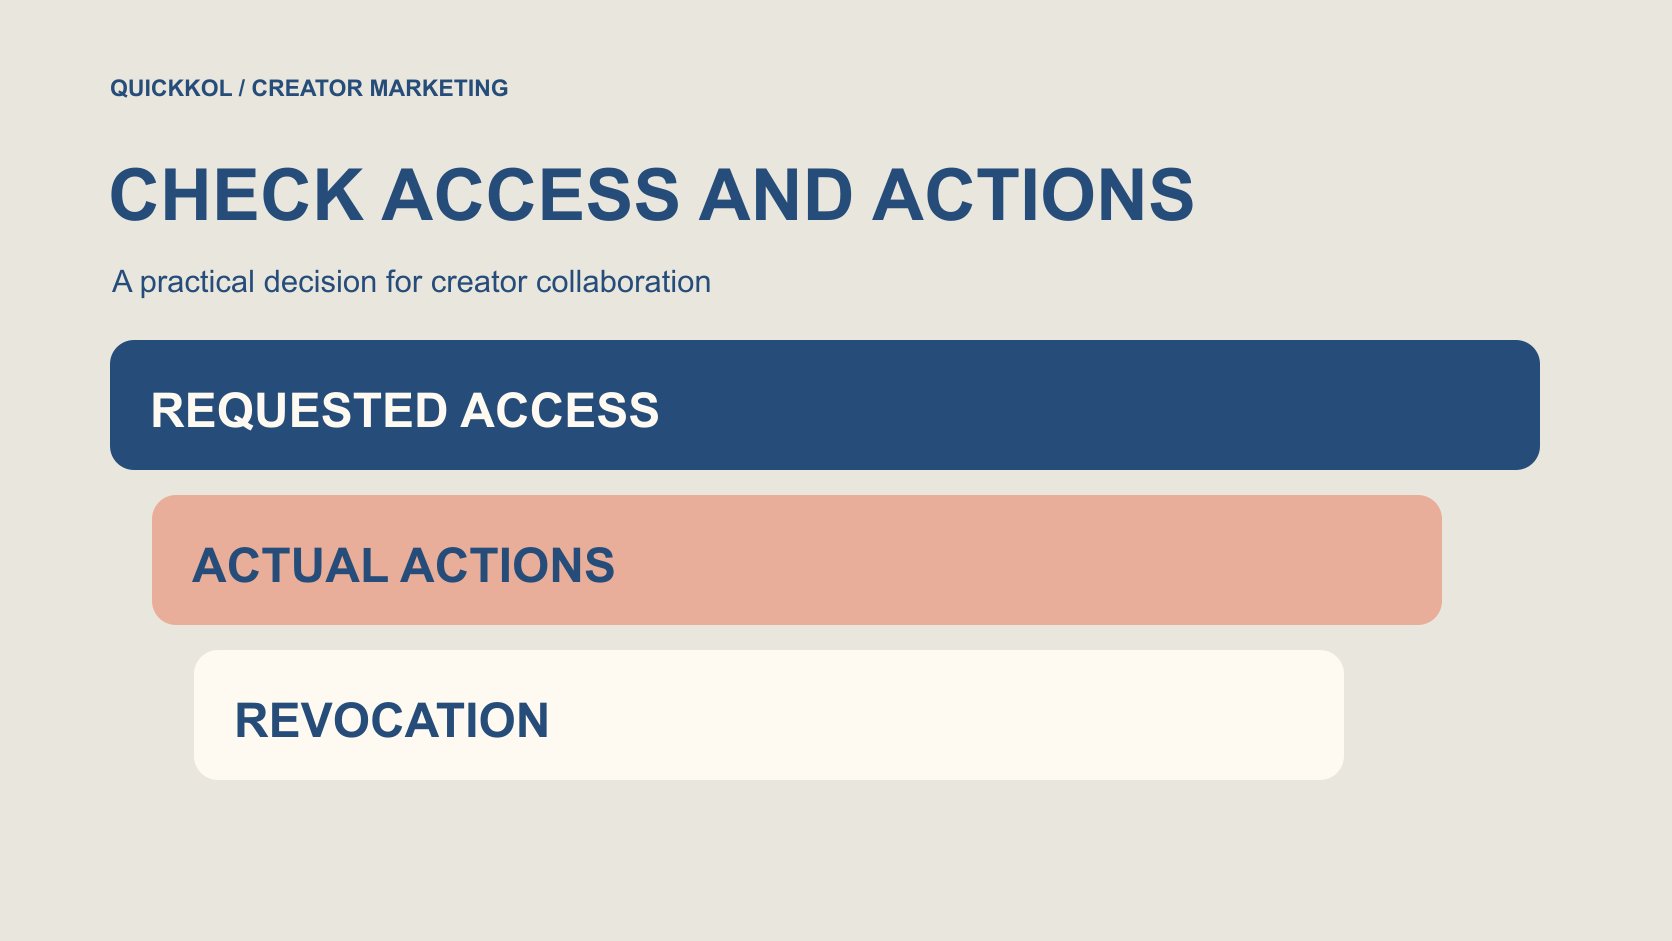 QUICKKOL / CREATOR MARKETING
CHECK ACCESS AND ACTIONS
A practical decision for creator collaboration
REQUESTED ACCESS
ACTUAL ACTIONS
REVOCATION